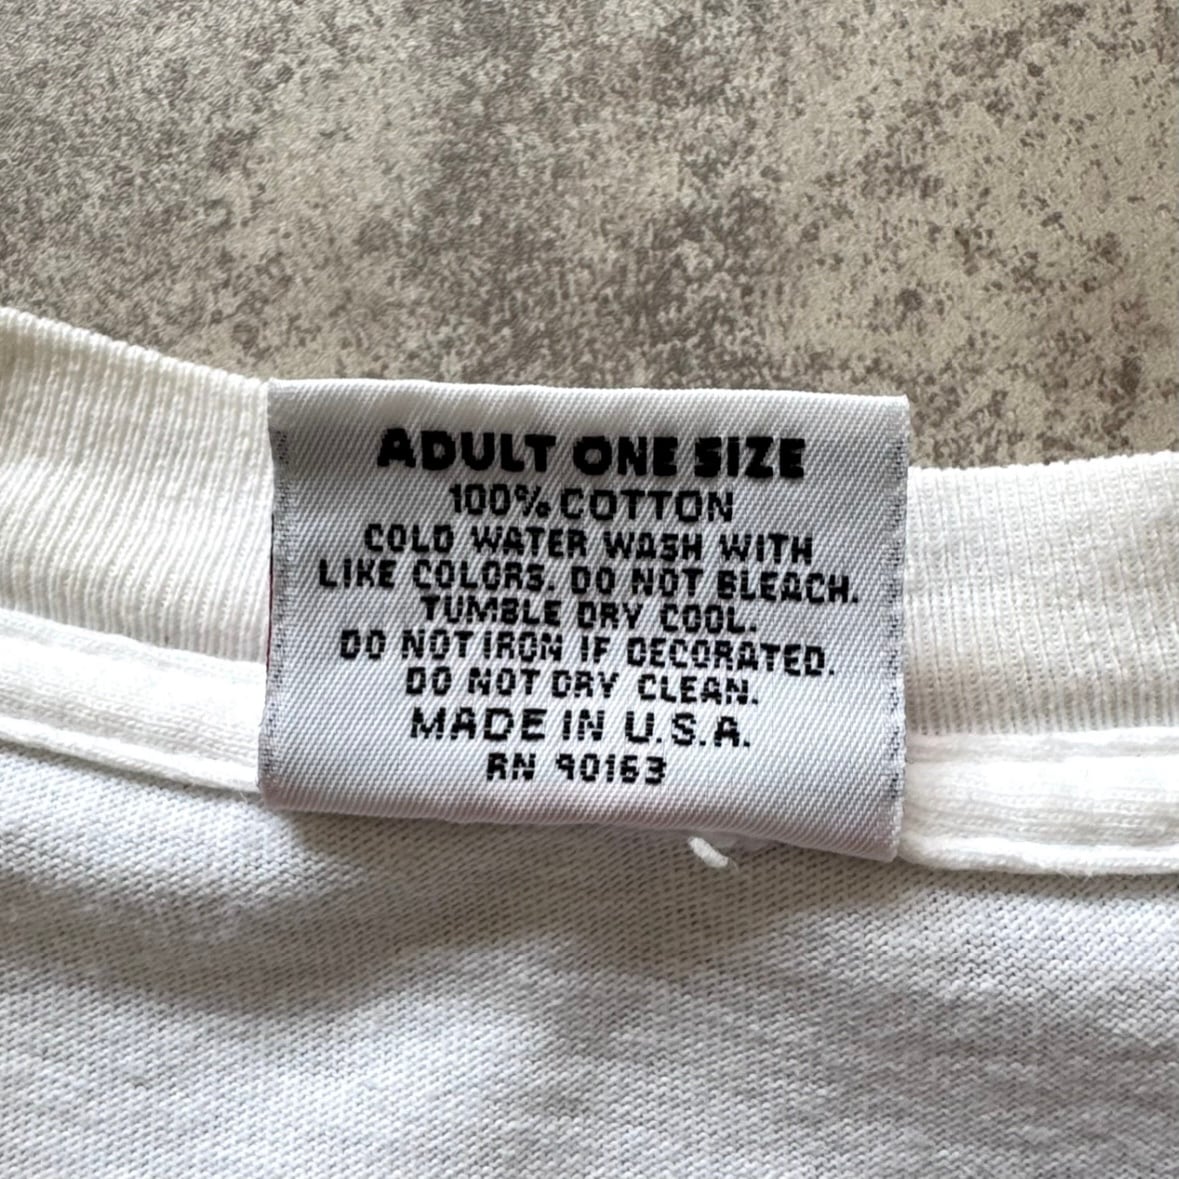 ADULT ONE SIZE
100% COTTON
COLD WATER WASH WITH
LIKE COLORS. DO NOT BLEACH.
TUMBLE DRY COOL.
DO NOT IRON IF DECORATED.
DO NOT DRY CLEAN.
MADE IN U.S.A.
RN 90163